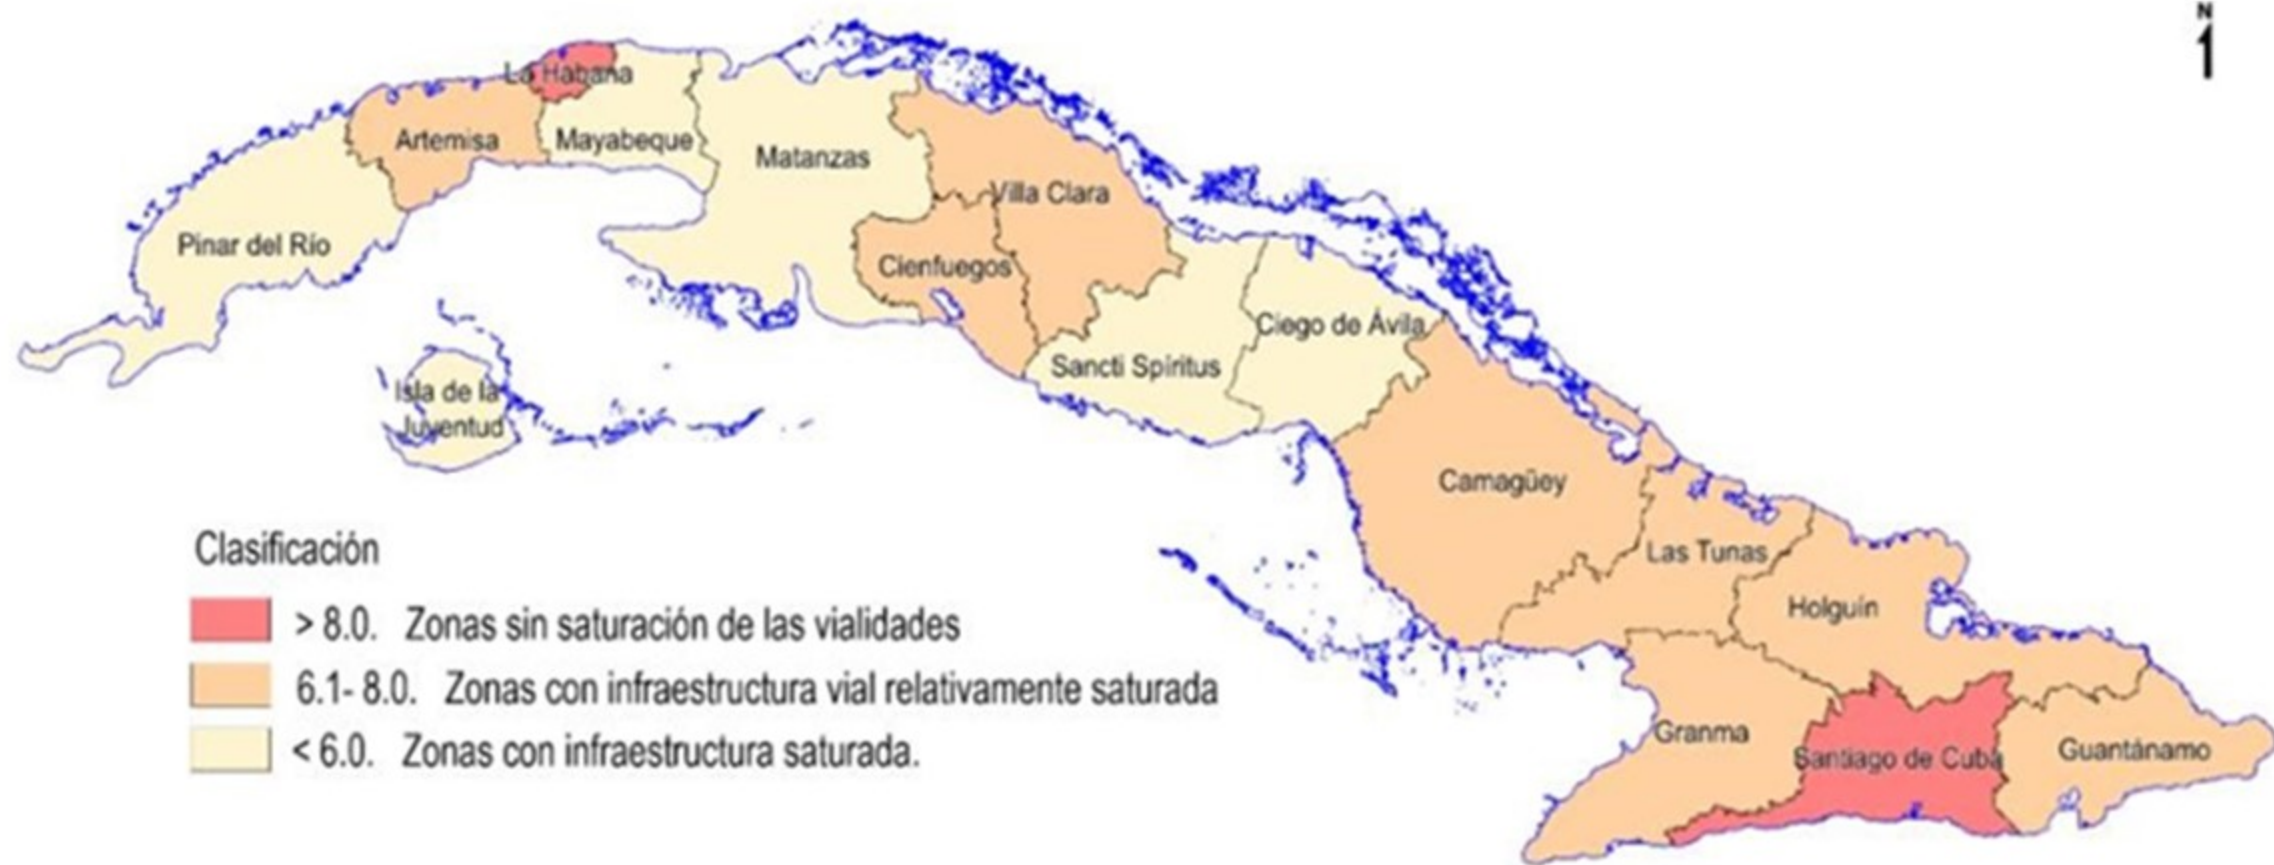 N
1
La Habana
Artemisa
Mayabeque
Matanzas
Villa Clara
Pinar del Río
Cienfuegos
Ciego de Ávila
Sancti Spíritus
Isla de la
Juventud
Camagüey
Las Tunas
Holguín
Granma
Santiago de Cuba
Guantánamo
Clasificación
> 8.0. Zonas sin saturación de las vialidades
6.1- 8.0. Zonas con infraestructura vial relativamente saturada
< 6.0. Zonas con infraestructura saturada.